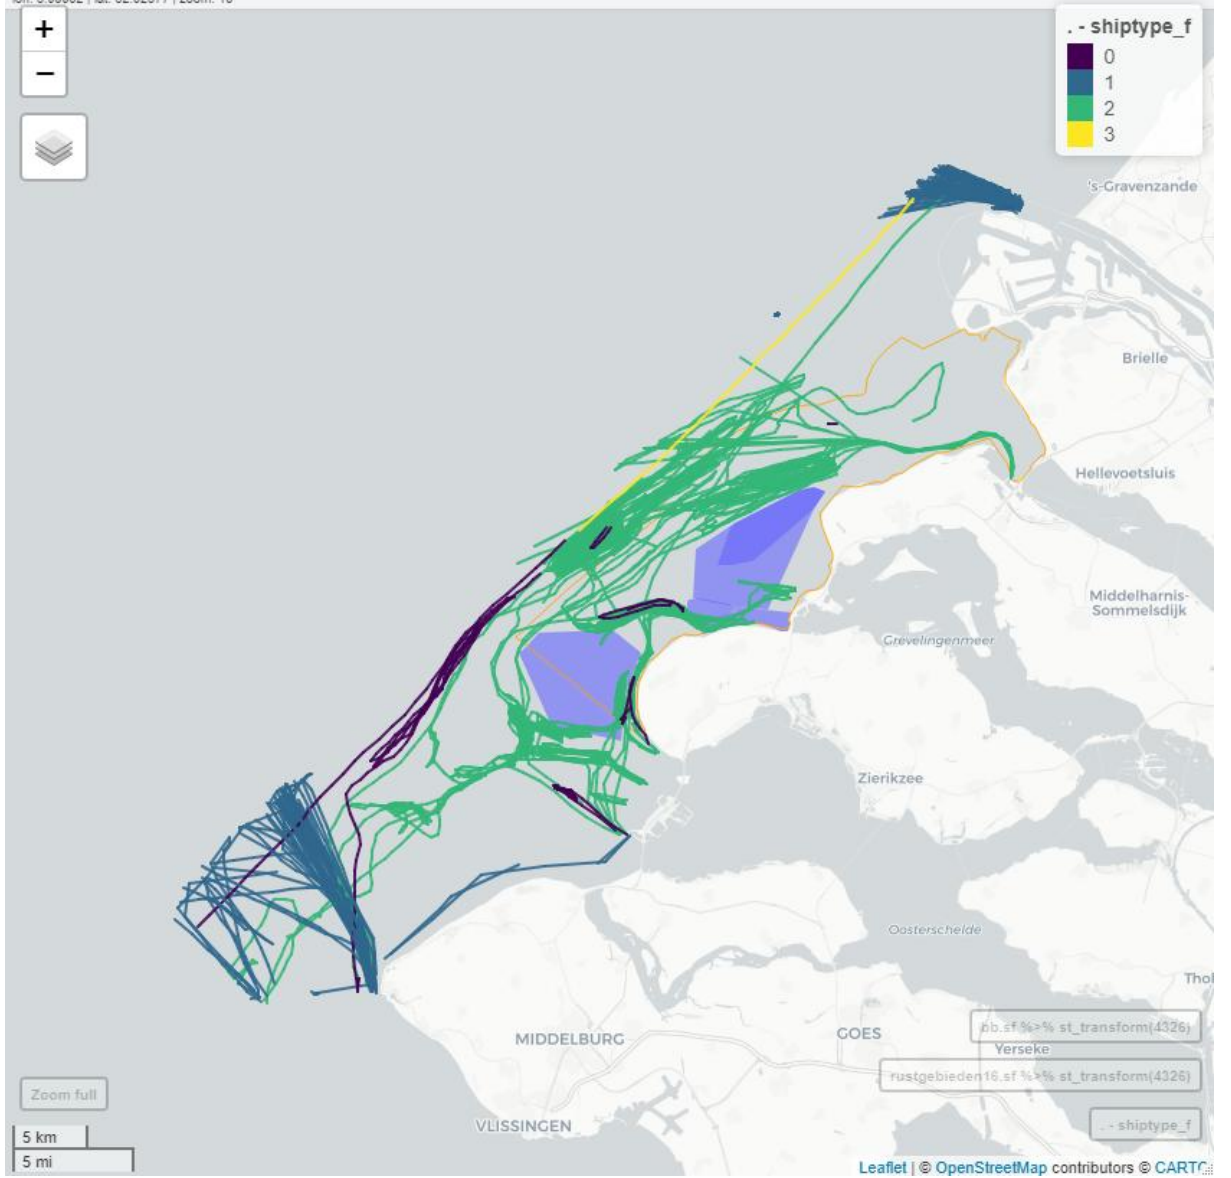 +
−
. - shiptype_f
0
1
2
3
's-Gravenzande
Brielle
Hellevoetsluis
Middelharnis-
Sommelsdijk
Grevelingenmeer
Zierikzee
Oosterschelde
Thol
MIDDELBURG
GOES
bb.sf %>% st_transform(4326)
Yerseke
rustgebieden16.sf %>% st_transform(4326)
Zoom full
VLISSINGEN
. - shiptype_f
5 km
5 mi
Leaflet | © OpenStreetMap contributors © CARTO